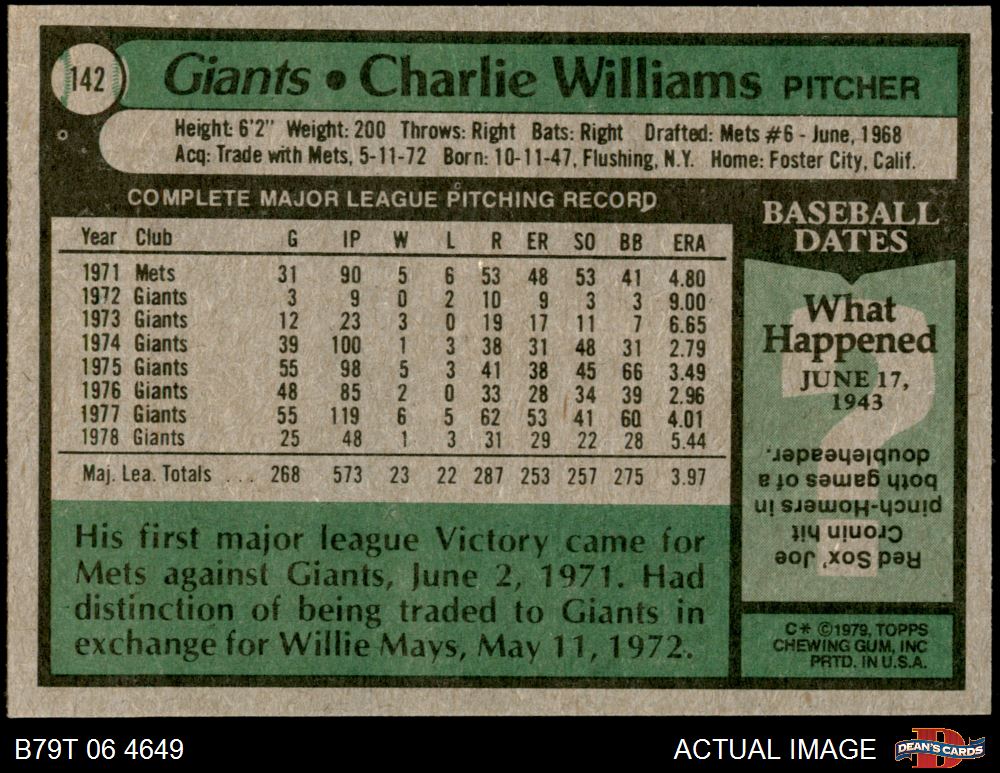 142
Giants • Charlie Williams PITCHER
Height: 6'2" Weight: 200 Throws: Right Bats: Right Drafted: Mets #6 - June, 1968
Acq: Trade with Mets, 5-11-72 Born: 10-11-47, Flushing, N.Y. Home: Foster City, Calif.
COMPLETE MAJOR LEAGUE PITCHING RECORD
Year Club G IP W L R ER SO BB ERA
1971 Mets 31 90 5 6 53 48 53 41 4.80
1972 Giants 3 9 0 2 10 9 3 3 9.00
1973 Giants 12 23 3 0 19 17 11 7 6.65
1974 Giants 39 100 1 3 38 31 48 31 2.79
1975 Giants 55 98 5 3 41 38 45 66 3.49
1976 Giants 48 85 2 0 33 28 34 39 2.96
1977 Giants 55 119 6 5 62 53 41 60 4.01
1978 Giants 25 48 1 3 31 29 22 28 5.44
Maj. Lea. Totals ... 268 573 23 22 287 253 257 275 3.97
His first major league Victory came for
Mets against Giants, June 2, 1971. Had
distinction of being traded to Giants in
exchange for Willie Mays, May 11, 1972.
BASEBALL
DATES
What
Happened
JUNE 17,
1943
Red Sox' Joe
Cronin hit
pinch-Homers in
both games of a
doubleheader.
C* ©1979, TOPPS
CHEWING GUM, INC
PRTD. IN U.S.A.
B79T 06 4649
ACTUAL IMAGE
DEAN'S CARDS